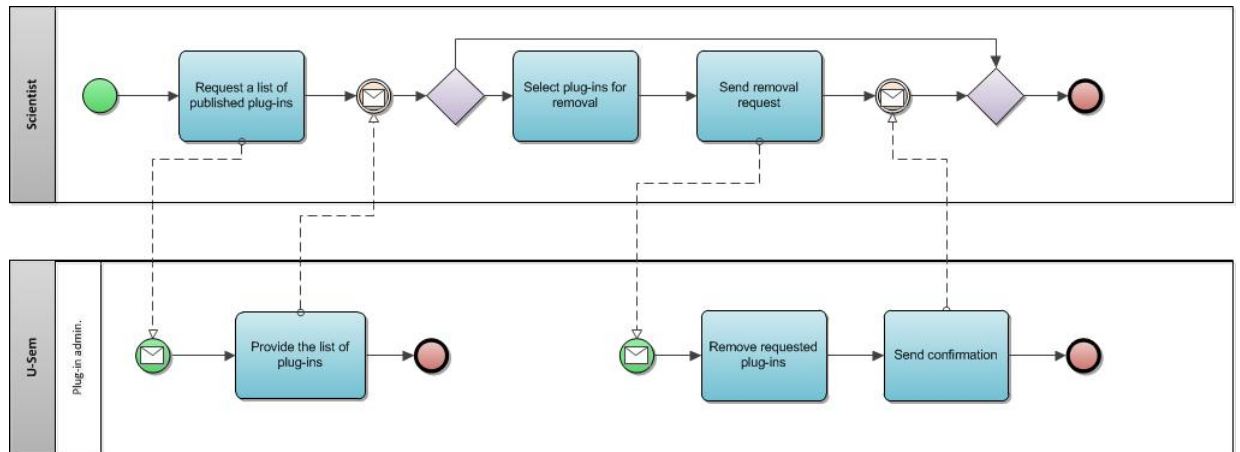 Scientist
Request a list of
published plug-ins
Select plug-ins for
removal
Send removal
request
U-Sem
Plug-in admin.
Provide the list of
plug-ins
Remove requested
plug-ins
Send confirmation